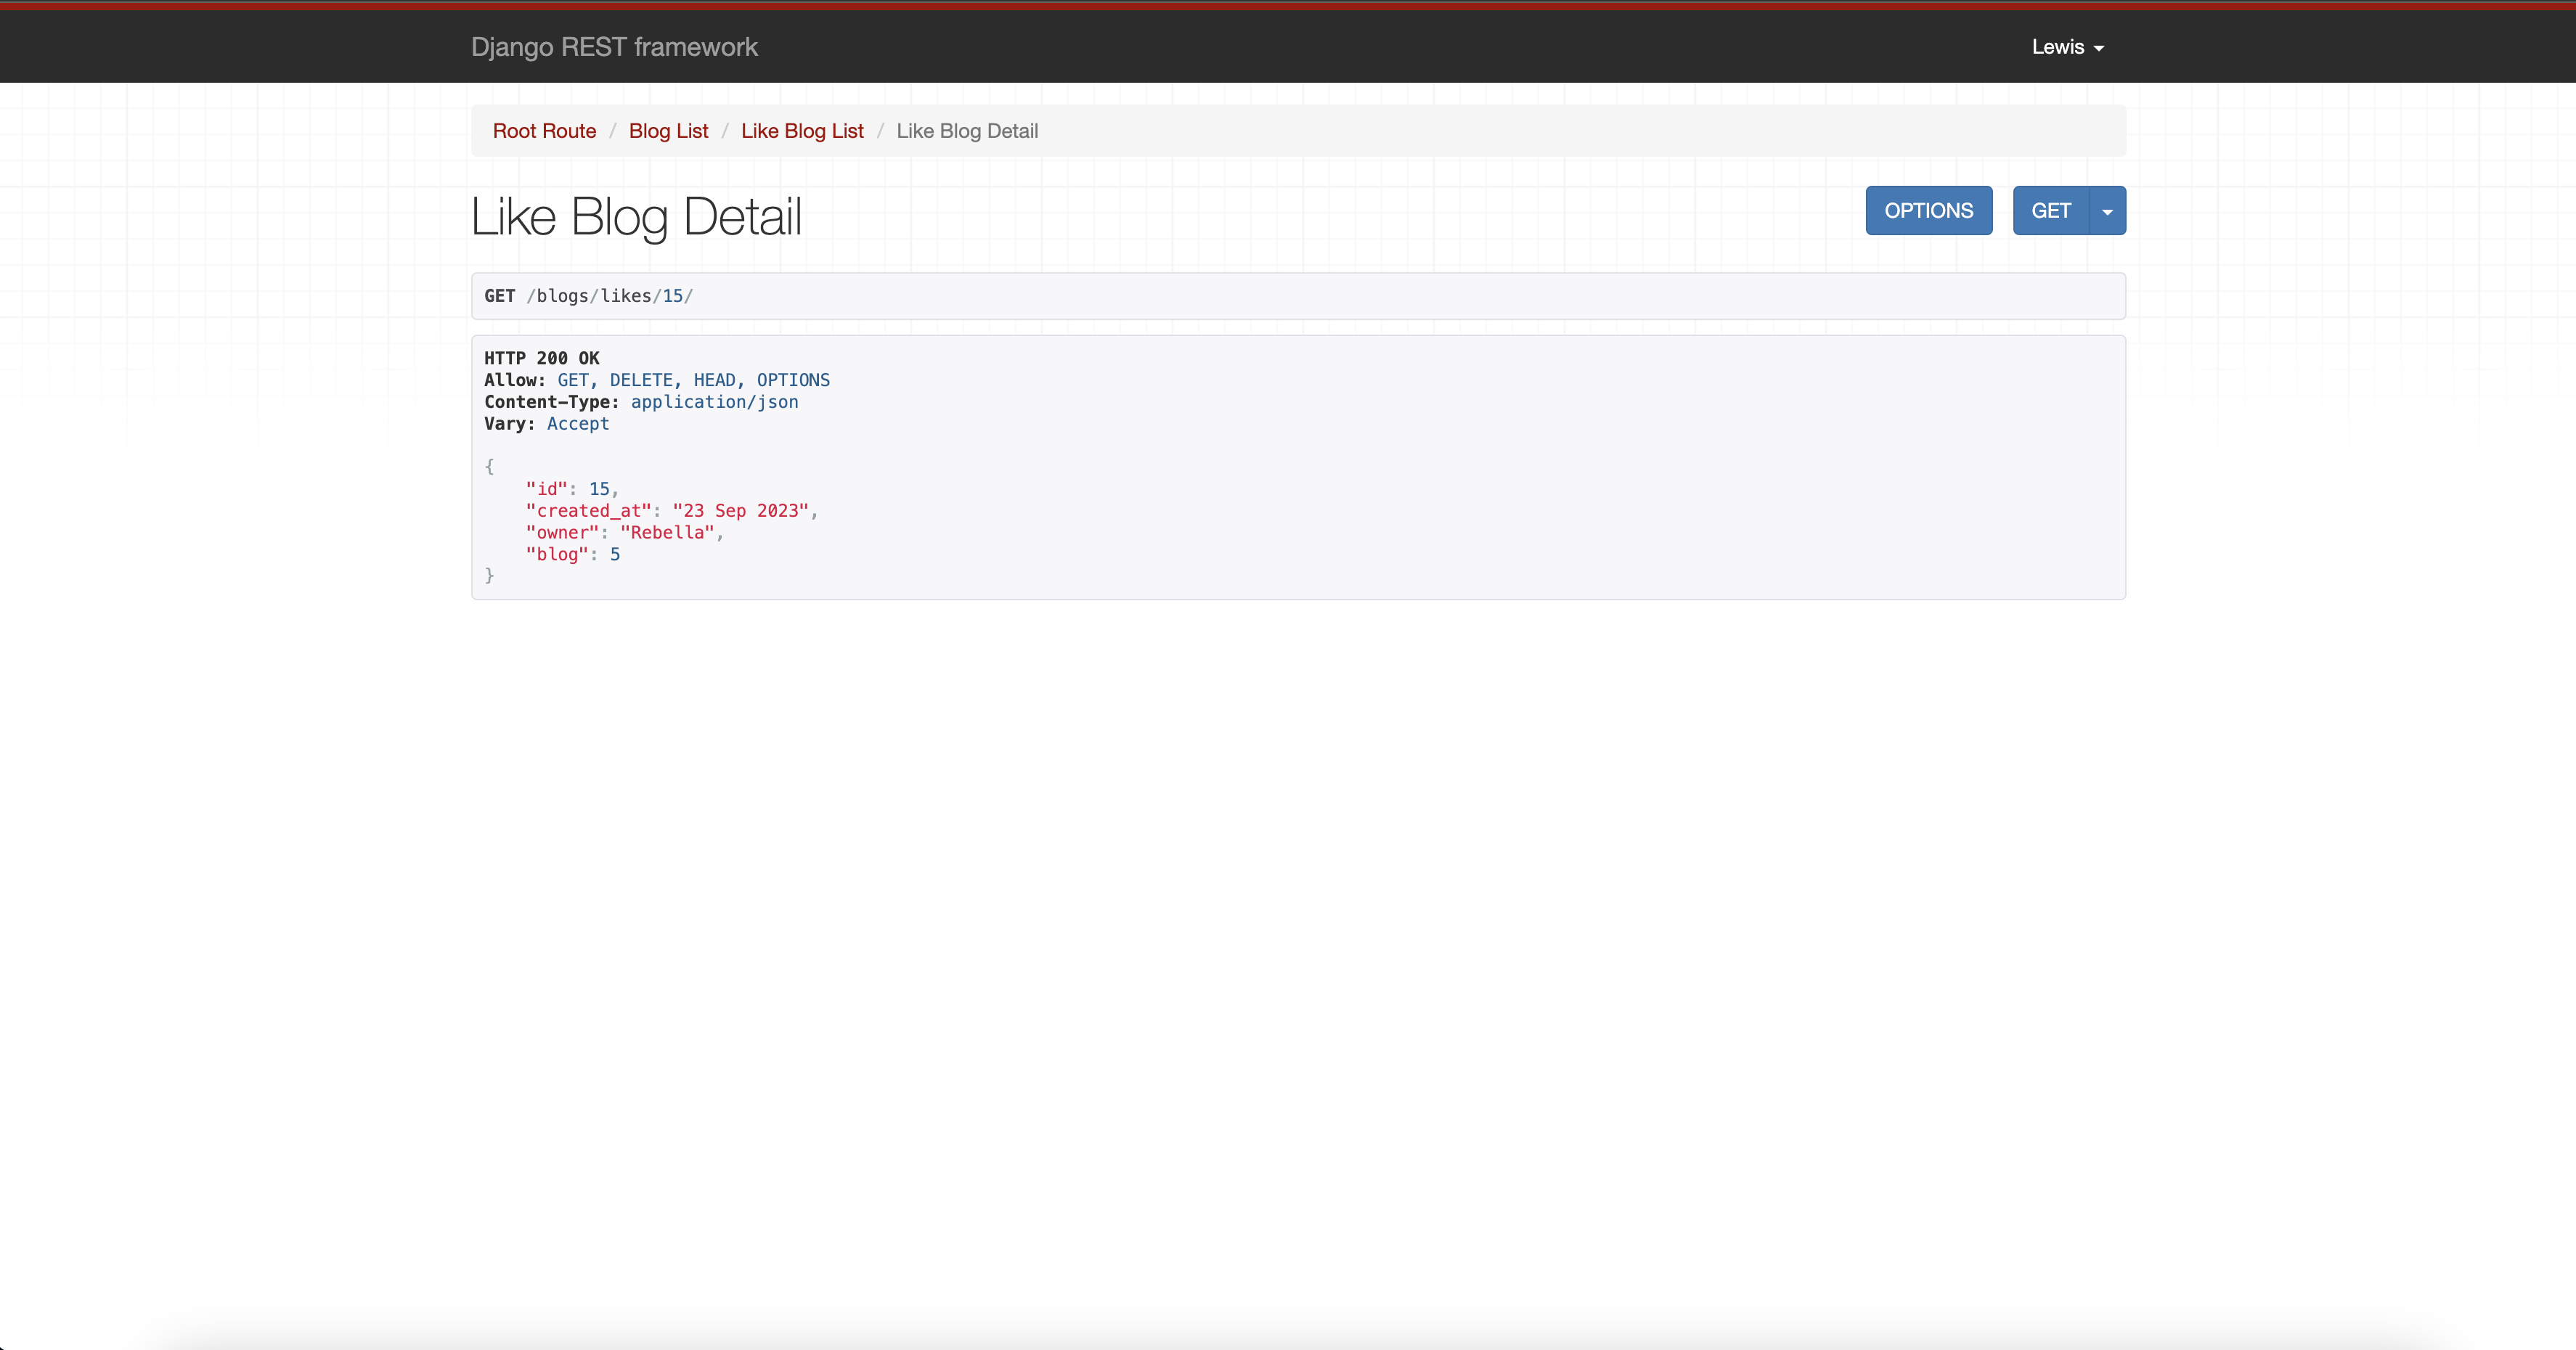 Django REST framework
Lewis
Root Route / Blog List / Like Blog List / Like Blog Detail
Like Blog Detail
OPTIONS
GET
GET /blogs/likes/15/
HTTP 200 OK
Allow: GET, DELETE, HEAD, OPTIONS
Content-Type: application/json
Vary: Accept
{
    "id": 15,
    "created_at": "23 Sep 2023",
    "owner": "Rebella",
    "blog": 5
}